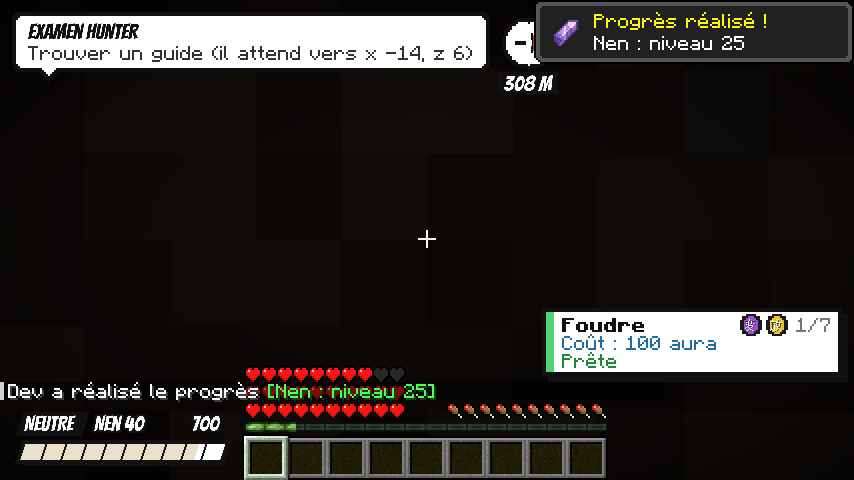 EXAMEN HUNTER
Trouver un guide (il attend vers x -14, z 6)
308 M
Progrès réalisé !
Nen : niveau 25
Foudre
1/7
Coût : 100 aura
Prête
Dev a réalisé le progrès [Nen : niveau 25]
NEUTRE NEN 40 700